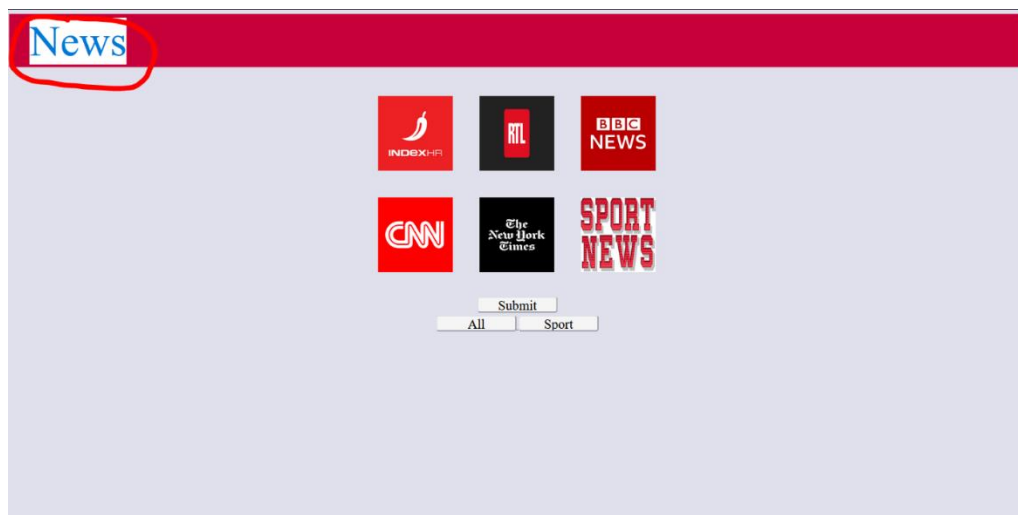 News
INDEXHR
RTL
BBC
NEWS
CNN
The
New York
Times
SPORT
NEWS
Submit
All
Sport